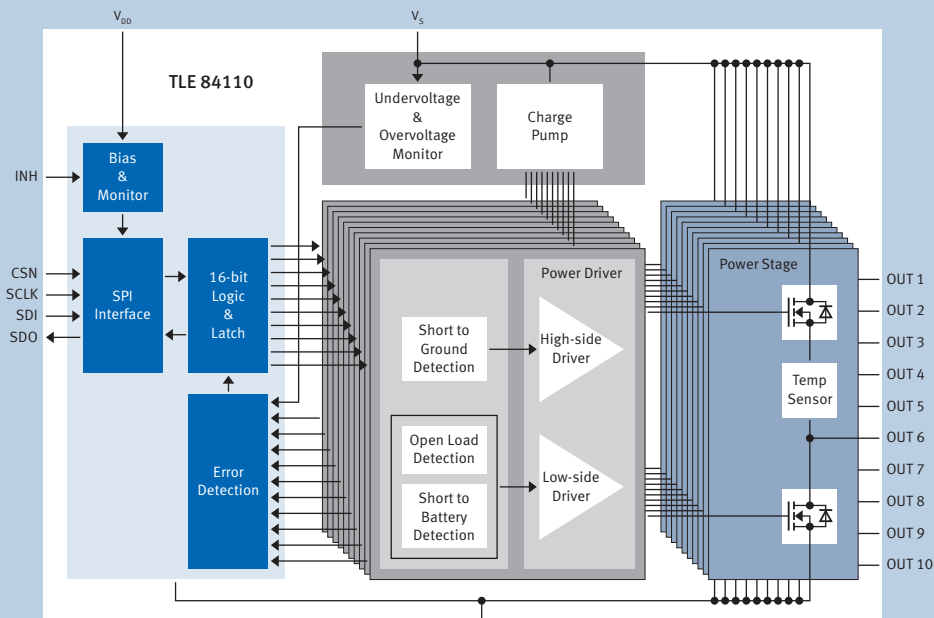 V_DD
V_S
TLE 84110
Undervoltage
&
Overvoltage
Monitor
Charge
Pump
Bias
&
Monitor
INH
CSN
SCLK
SDI
SDO
SPI
Interface
16-bit
Logic
&
Latch
Error
Detection
Power Driver
Short to
Ground
Detection
High-side
Driver
Open Load
Detection
Short to
Battery
Detection
Low-side
Driver
Power Stage
Temp
Sensor
OUT 1
OUT 2
OUT 3
OUT 4
OUT 5
OUT 6
OUT 7
OUT 8
OUT 9
OUT 10